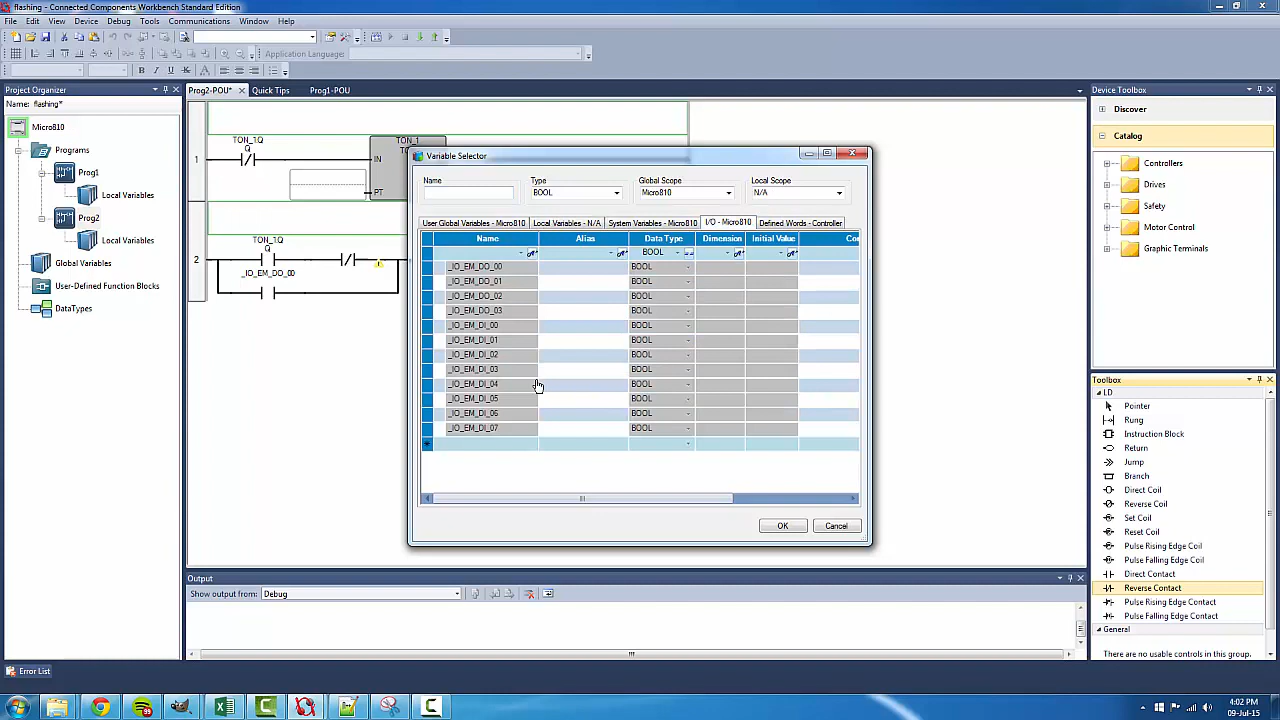 flashing - Connected Components Workbench Standard Edition
File Edit View Debug Tools Communications Window Help
Application Language:
Project Organizer
Name: flashing*
Micro810
Programs
Prog1
Local Variables
Prog2
Local Variables
Global Variables
User-Defined Function Blocks
DataTypes
Error List
Prog2-POU* Quick Tips Prog1-POU
1
TON_1.Q
Q
TON_1
IN
PT
2
TON_1.Q
Q
_IO_EM_DO_00
Variable Selector
Name Type Global Scope Local Scope
BOOL Micro810 N/A
User Global Variables - Micro810 Local Variables - N/A System Variables - Micro810 I/O - Micro810 Defined Words - Controller
Name Alias Data Type Dimension Initial Value
BOOL
_IO_EM_DO_00 BOOL
_IO_EM_DO_01 BOOL
_IO_EM_DO_02 BOOL
_IO_EM_DO_03 BOOL
_IO_EM_DI_00 BOOL
_IO_EM_DI_01 BOOL
_IO_EM_DI_02 BOOL
_IO_EM_DI_03 BOOL
_IO_EM_DI_04 BOOL
_IO_EM_DI_05 BOOL
_IO_EM_DI_06 BOOL
_IO_EM_DI_07 BOOL
OK Cancel
Output
Show output from: Debug
Device Toolbox
Discover
Catalog
Controllers
Drives
Safety
Motor Control
Graphic Terminals
Toolbox
LD
Pointer
Rung
Instruction Block
Return
Jump
Branch
Direct Coil
Reverse Coil
Set Coil
Reset Coil
Pulse Rising Edge Coil
Pulse Falling Edge Coil
Direct Contact
Reverse Contact
Pulse Rising Edge Contact
Pulse Falling Edge Contact
General
There are no usable controls in this group.
4:02 PM
09-Jul-15